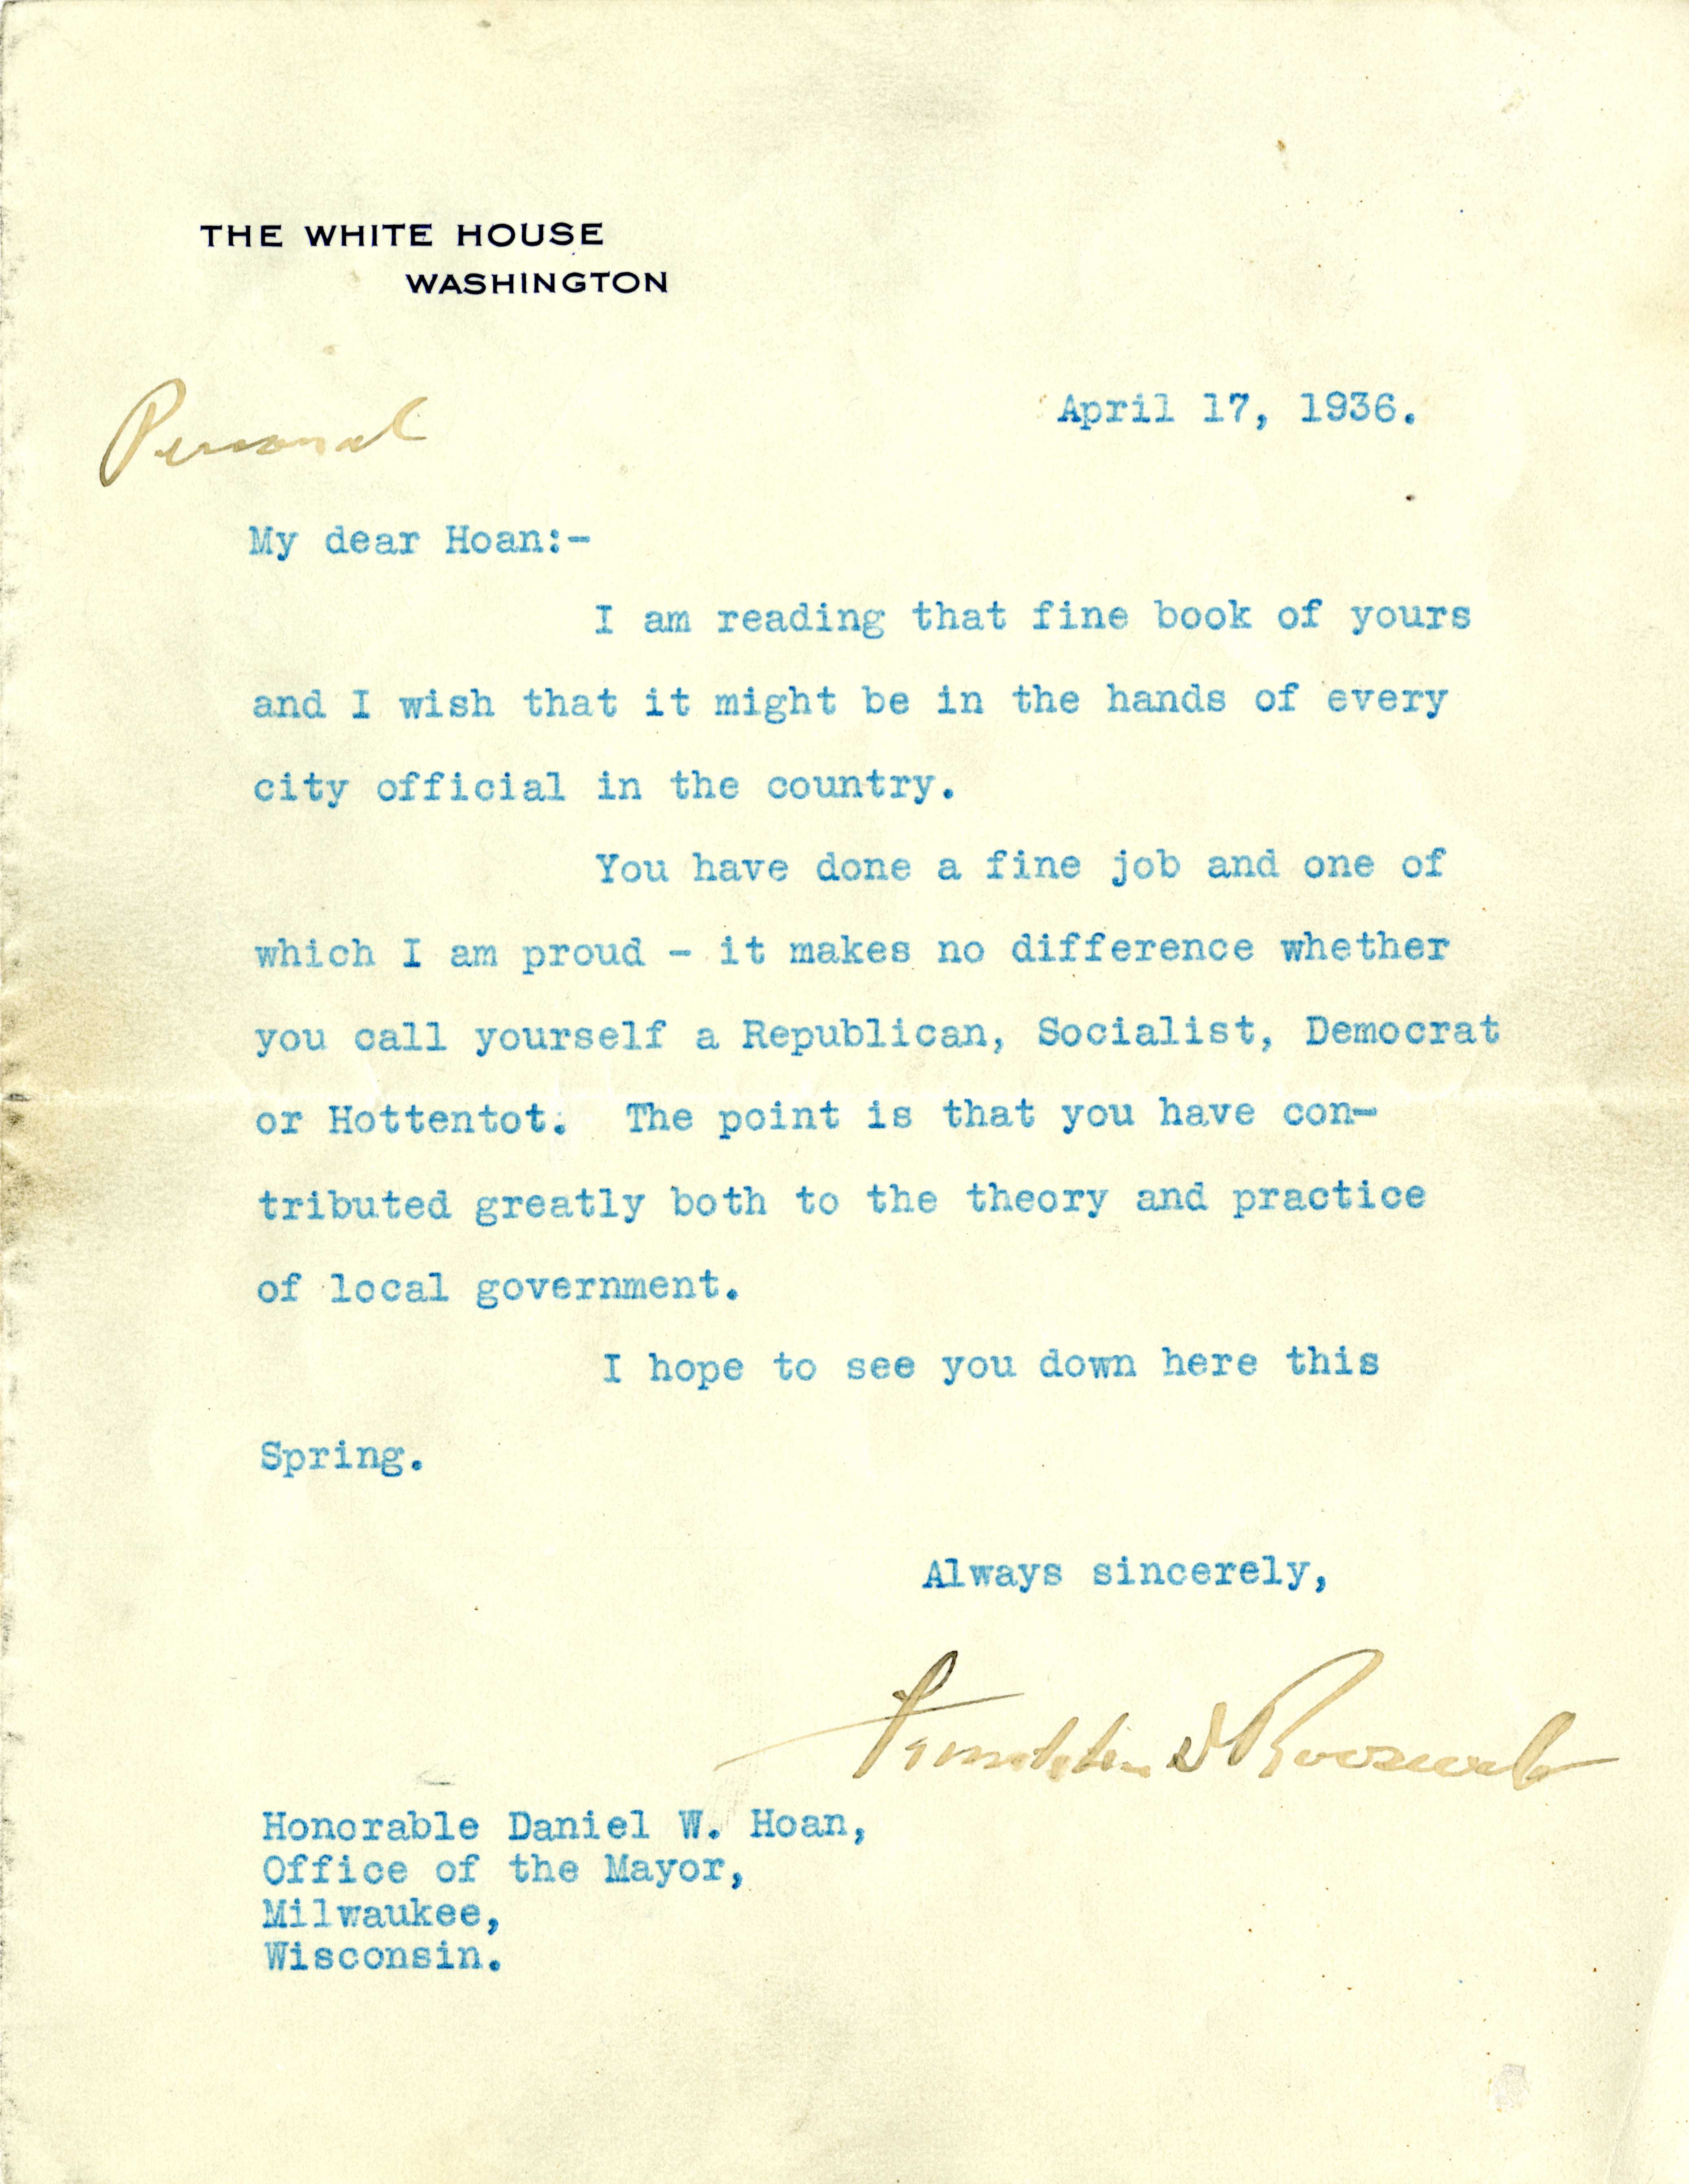 THE WHITE HOUSE
WASHINGTON
Personal
April 17, 1936.
My dear Hoan:-
I am reading that fine book of yours
and I wish that it might be in the hands of every
city official in the country.
You have done a fine job and one of
which I am proud - it makes no difference whether
you call yourself a Republican, Socialist, Democrat
or Hottentot. The point is that you have con-
tributed greatly both to the theory and practice
of local government.
I hope to see you down here this
Spring.
Always sincerely,
Franklin D Roosevelt
Honorable Daniel W. Hoan,
Office of the Mayor,
Milwaukee,
Wisconsin.